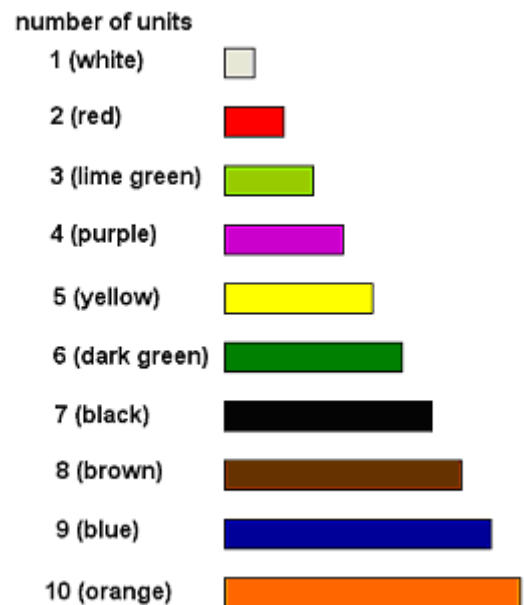 number of units
1 (white)
2 (red)
3 (lime green)
4 (purple)
5 (yellow)
6 (dark green)
7 (black)
8 (brown)
9 (blue)
10 (orange)